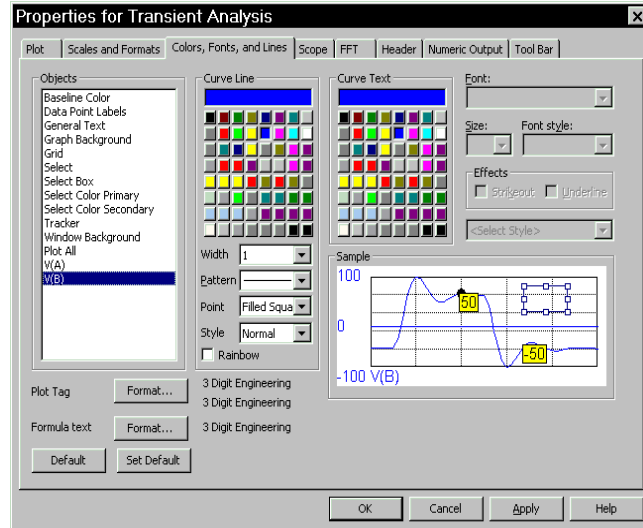 Properties for Transient Analysis
Plot Scales and Formats Colors, Fonts, and Lines Scope FFT Header Numeric Output Tool Bar
Objects
Baseline Color
Data Point Labels
General Text
Graph Background
Grid
Select
Select Box
Select Color Primary
Select Color Secondary
Tracker
Window Background
Plot All
V(A)
V(B)
Curve Line
Width 1
Pattern
Point Filled Squa
Style Normal
Rainbow
Curve Text
Font:
Size: Font style:
Effects
Strikeout Underline
<Select Style>
Sample
100
50
0
-50
-100 V(B)
Plot Tag Format... 3 Digit Engineering
3 Digit Engineering
Formula text Format... 3 Digit Engineering
Default Set Default
OK Cancel Apply Help